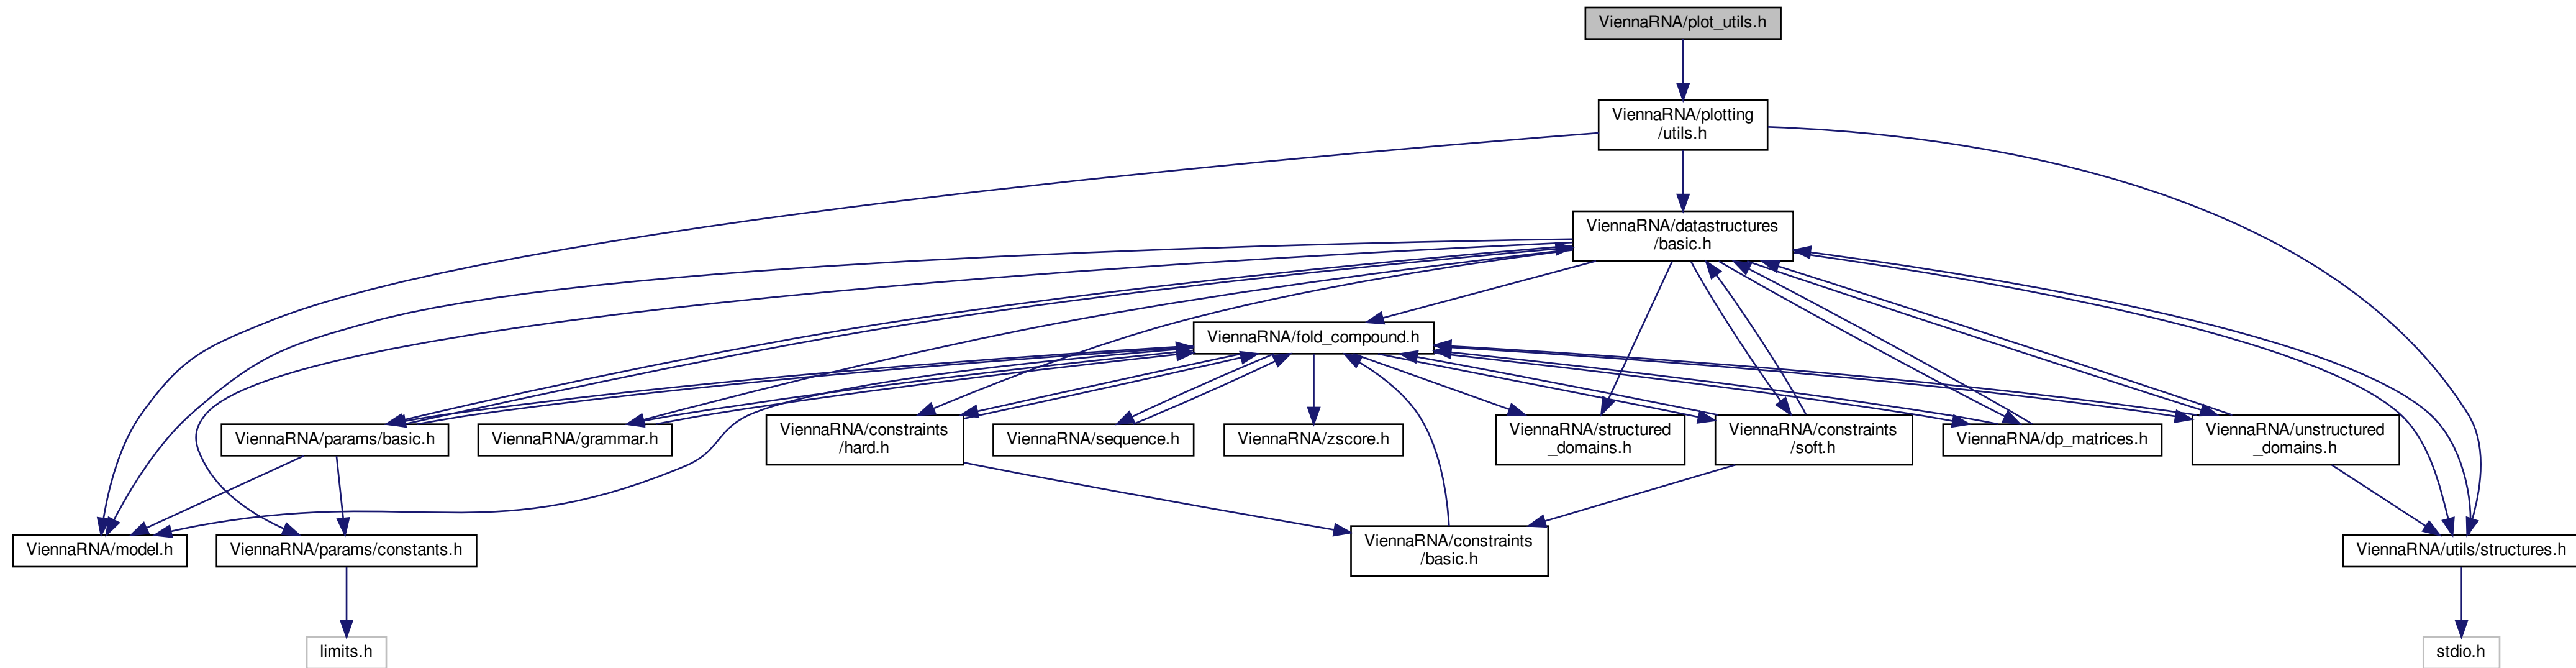 ViennaRNA/plot_utils.h
ViennaRNA/plotting
/utils.h
ViennaRNA/datastructures
/basic.h
ViennaRNA/fold_compound.h
ViennaRNA/params/basic.h
ViennaRNA/grammar.h
ViennaRNA/constraints
/hard.h
ViennaRNA/sequence.h
ViennaRNA/zscore.h
ViennaRNA/structured
_domains.h
ViennaRNA/constraints
/soft.h
ViennaRNA/dp_matrices.h
ViennaRNA/unstructured
_domains.h
ViennaRNA/model.h
ViennaRNA/params/constants.h
ViennaRNA/constraints
/basic.h
ViennaRNA/utils/structures.h
limits.h
stdio.h